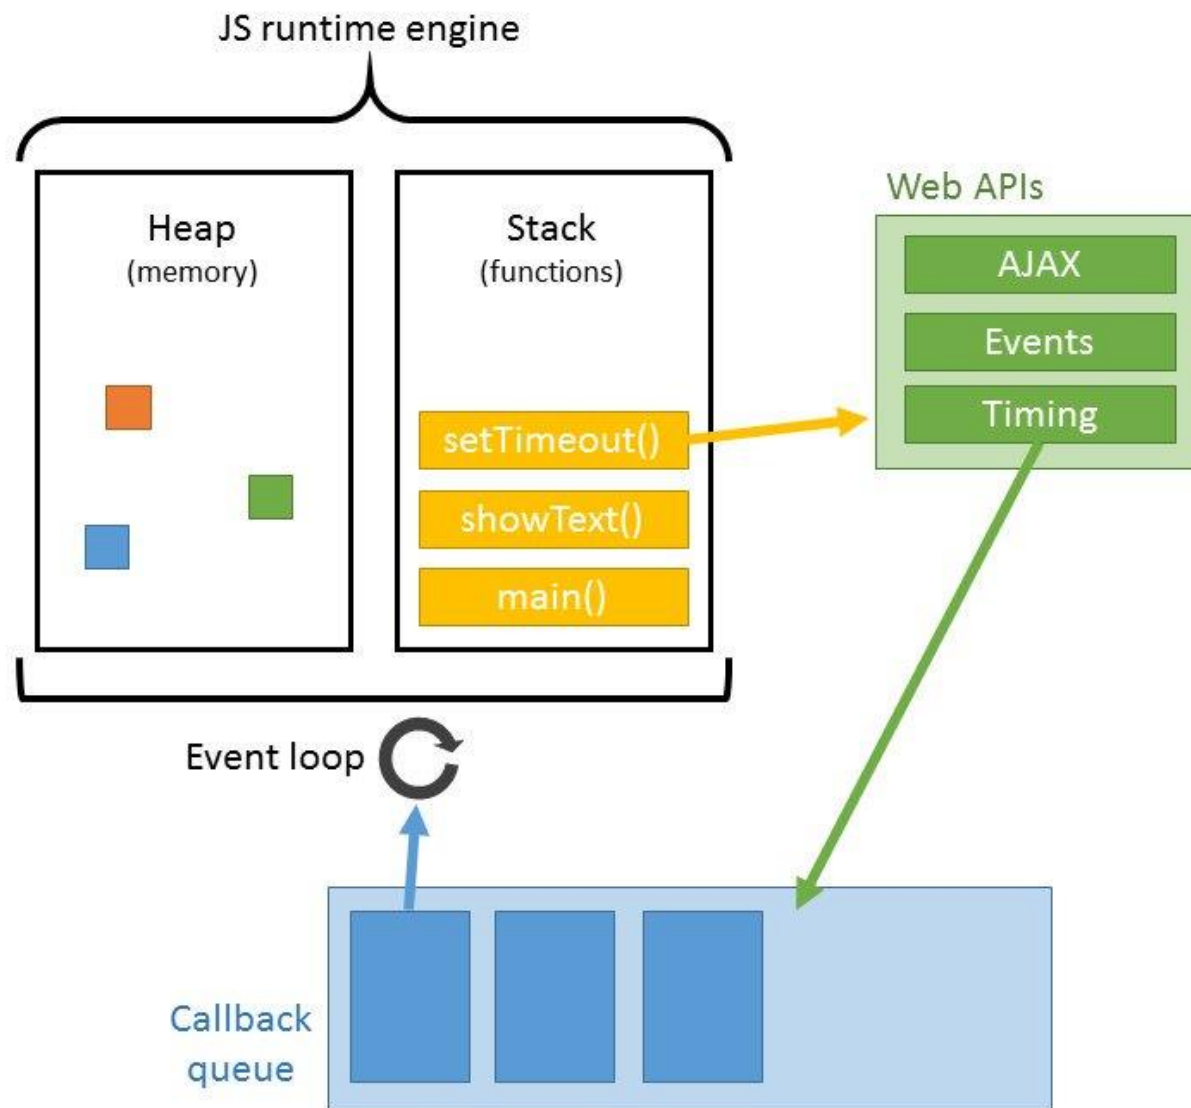 JS runtime engine
Heap
(memory)
Stack
(functions)
setTimeout()
showText()
main()
Web APIs
AJAX
Events
Timing
Event loop
Callback
queue